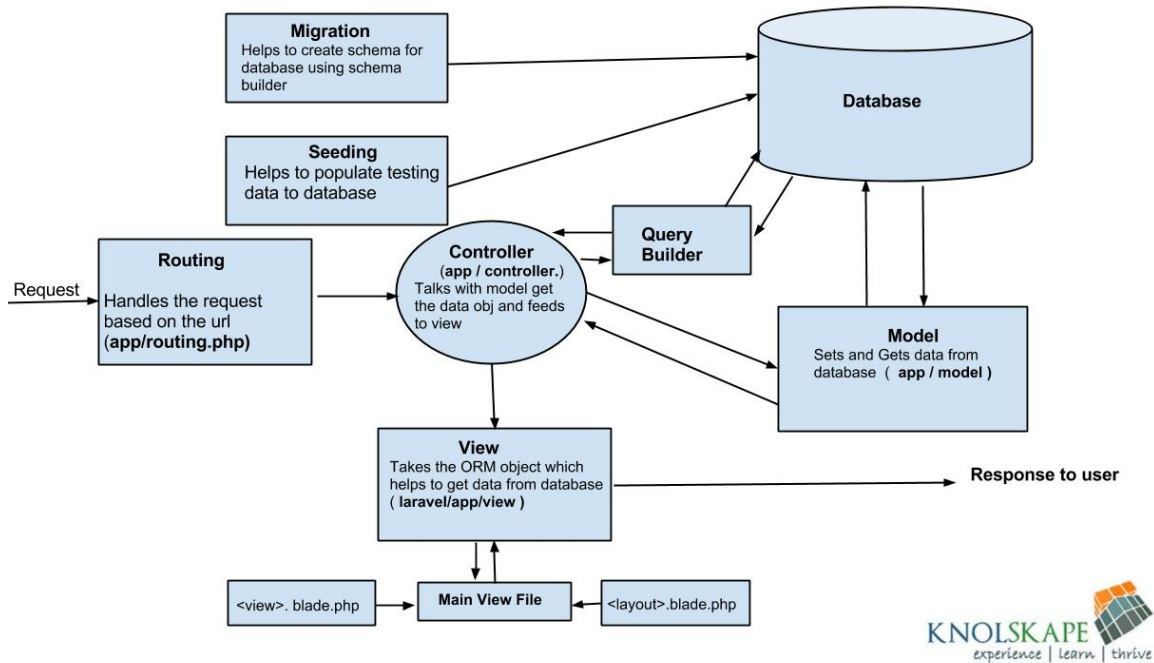 Migration
Helps to create schema for
database using schema
builder
Database
Seeding
Helps to populate testing
data to database
Query
Builder
Controller
(app / controller.)
Talks with model get
the data obj and feeds
to view
Routing
Request
Handles the request
based on the url
(app/routing.php)
Model
Sets and Gets data from
database ( app / model )
View
Takes the ORM object which
helps to get data from database
( laravel/app/view )
Response to user
<view>. blade.php
Main View File
<layout>.blade.php
KNOLSKAPE
experience | learn | thrive